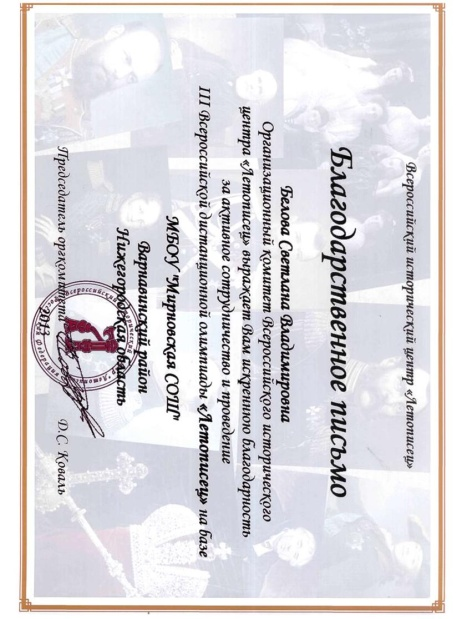 Всероссийский исторический центр «Летописец»
Благодарственное письмо
Белова Светлана Владимировна
Организационный комитет Всероссийского исторического
центра «Летописец» выражает Вам искреннюю благодарность
за активное сотрудничество и проведение
III Всероссийской дистанционной олимпиады «Летописец» на базе
МБОУ "Мирновская СОШ"
Варнавинский район
Нижегородская область
Председатель оргкомитета Д.С. Коваль
2013